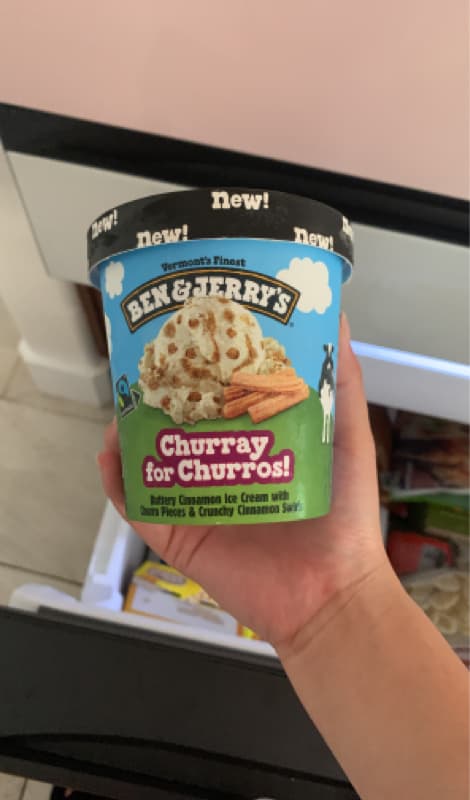 new!
new!
new!
new!
Vermont's Finest
BEN & JERRY'S
Churray
for Churros!
Buttery Cinnamon Ice Cream with
Churro Pieces & Crunchy Cinnamon Swirls